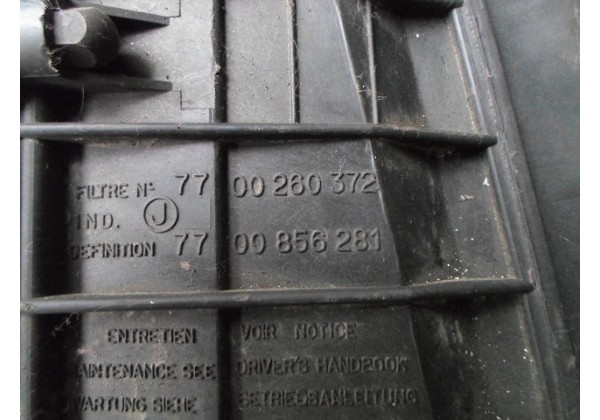 FILTRE Nº 77 00 260 372
IND. J
DEFINITION 77 00 856 281
ENTRETIEN VOIR NOTICE
MAINTENANCE SEE DRIVER'S HANDBOOK
WARTUNG SIEHE BETRIEBSANLEITUNG